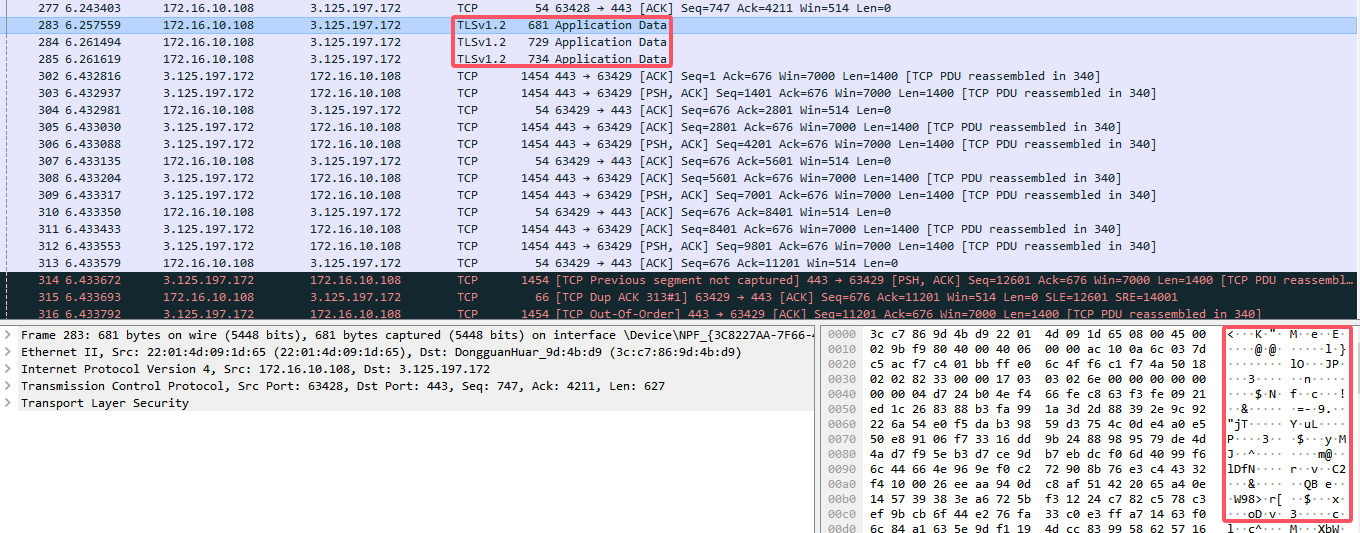 277 6.243403 172.16.10.108 3.125.197.172 TCP 54 63428 → 443 [ACK] Seq=747 Ack=4211 Win=514 Len=0
283 6.257559 172.16.10.108 3.125.197.172 TLSv1.2 681 Application Data
284 6.261494 172.16.10.108 3.125.197.172 TLSv1.2 729 Application Data
285 6.261619 172.16.10.108 3.125.197.172 TLSv1.2 734 Application Data
302 6.432816 3.125.197.172 172.16.10.108 TCP 1454 443 → 63429 [ACK] Seq=1 Ack=676 Win=7000 Len=1400 [TCP PDU reassembled in 340]
303 6.432937 3.125.197.172 172.16.10.108 TCP 1454 443 → 63429 [PSH, ACK] Seq=1401 Ack=676 Win=7000 Len=1400 [TCP PDU reassembled in 340]
304 6.432981 172.16.10.108 3.125.197.172 TCP 54 63429 → 443 [ACK] Seq=676 Ack=2801 Win=514 Len=0
305 6.433030 3.125.197.172 172.16.10.108 TCP 1454 443 → 63429 [ACK] Seq=2801 Ack=676 Win=7000 Len=1400 [TCP PDU reassembled in 340]
306 6.433088 3.125.197.172 172.16.10.108 TCP 1454 443 → 63429 [PSH, ACK] Seq=4201 Ack=676 Win=7000 Len=1400 [TCP PDU reassembled in 340]
307 6.433135 172.16.10.108 3.125.197.172 TCP 54 63429 → 443 [ACK] Seq=676 Ack=5601 Win=514 Len=0
308 6.433204 3.125.197.172 172.16.10.108 TCP 1454 443 → 63429 [ACK] Seq=5601 Ack=676 Win=7000 Len=1400 [TCP PDU reassembled in 340]
309 6.433317 3.125.197.172 172.16.10.108 TCP 1454 443 → 63429 [PSH, ACK] Seq=7001 Ack=676 Win=7000 Len=1400 [TCP PDU reassembled in 340]
310 6.433350 172.16.10.108 3.125.197.172 TCP 54 63429 → 443 [ACK] Seq=676 Ack=8401 Win=514 Len=0
311 6.433433 3.125.197.172 172.16.10.108 TCP 1454 443 → 63429 [ACK] Seq=8401 Ack=676 Win=7000 Len=1400 [TCP PDU reassembled in 340]
312 6.433553 3.125.197.172 172.16.10.108 TCP 1454 443 → 63429 [PSH, ACK] Seq=9801 Ack=676 Win=7000 Len=1400 [TCP PDU reassembled in 340]
313 6.433579 172.16.10.108 3.125.197.172 TCP 54 63429 → 443 [ACK] Seq=676 Ack=11201 Win=514 Len=0
314 6.433672 3.125.197.172 172.16.10.108 TCP 1454 [TCP Previous segment not captured] 443 → 63429 [PSH, ACK] Seq=12601 Ack=676 Win=7000 Len=1400 [TCP PDU reassembl…
315 6.433693 172.16.10.108 3.125.197.172 TCP 66 [TCP Dup ACK 313#1] 63429 → 443 [ACK] Seq=676 Ack=11201 Win=514 Len=0 SLE=12601 SRE=14001
316 6.433792 3.125.197.172 172.16.10.108 TCP 1454 [TCP Out-Of-Order] 443 → 63429 [ACK] Seq=11201 Ack=676 Win=7000 Len=1400 [TCP PDU reassembled in 340]
Frame 283: 681 bytes on wire (5448 bits), 681 bytes captured (5448 bits) on interface \Device\NPF_{3C8227AA-7F66-4
Ethernet II, Src: 22:01:4d:09:1d:65 (22:01:4d:09:1d:65), Dst: DongguanHuar_9d:4b:d9 (3c:c7:86:9d:4b:d9)
Internet Protocol Version 4, Src: 172.16.10.108, Dst: 3.125.197.172
Transmission Control Protocol, Src Port: 63428, Dst Port: 443, Seq: 747, Ack: 4211, Len: 627
Transport Layer Security
0000 3c c7 86 9d 4b d9 22 01 4d 09 1d 65 08 00 45 00 <···K·"· M··e··E·
0010 02 9b f9 80 40 00 40 06 00 00 ac 10 0a 6c 03 7d ····@·@· ·····l·}
0020 c5 ac f7 c4 01 bb ff e0 6c 4f f6 c1 f7 4a 50 18 ········ lO···JP·
0030 02 02 82 33 00 00 17 03 03 02 6e 00 00 00 00 00 ···3···· ··n·····
0040 00 00 04 d7 24 b0 4e f4 66 fe c8 63 f3 fe 09 21 ····$·N· f··c···!
0050 ed 1c 26 83 88 b3 fa 99 1a 3d 2d 88 39 2e 9c 92 ··&····· ·=-·9.··
0060 22 6a 54 e0 f5 da b3 98 59 d3 75 4c 0d e4 a0 e5 "jT····· Y·uL····
0070 50 e8 91 06 f7 33 16 dd 9b 24 88 98 95 79 de 4d P····3·· ·$···y·M
0080 4a d7 f9 5e b3 d7 ce 9d b7 eb dc f0 6d 40 99 f6 J··^···· ····m@··
0090 6c 44 66 4e 96 9e f0 c2 72 90 8b 76 e3 c4 43 32 lDfN···· r··v··C2
00a0 f4 10 00 26 ee aa 94 0d c8 af 51 42 20 65 a4 0e ···&···· ··QB e··
00b0 14 57 39 38 3e a6 72 5b f3 12 24 c7 82 c5 78 c3 ·W98>·r[ ··$···x·
00c0 ef 9b cb 6f 44 e2 76 fa 33 c0 e3 ff a7 14 63 f0 ···oD·v· 3·····c·
00d0 6c 84 a1 63 5e 9d f1 19 4d cc 83 99 58 62 57 16 l··c^··· M···XbW·